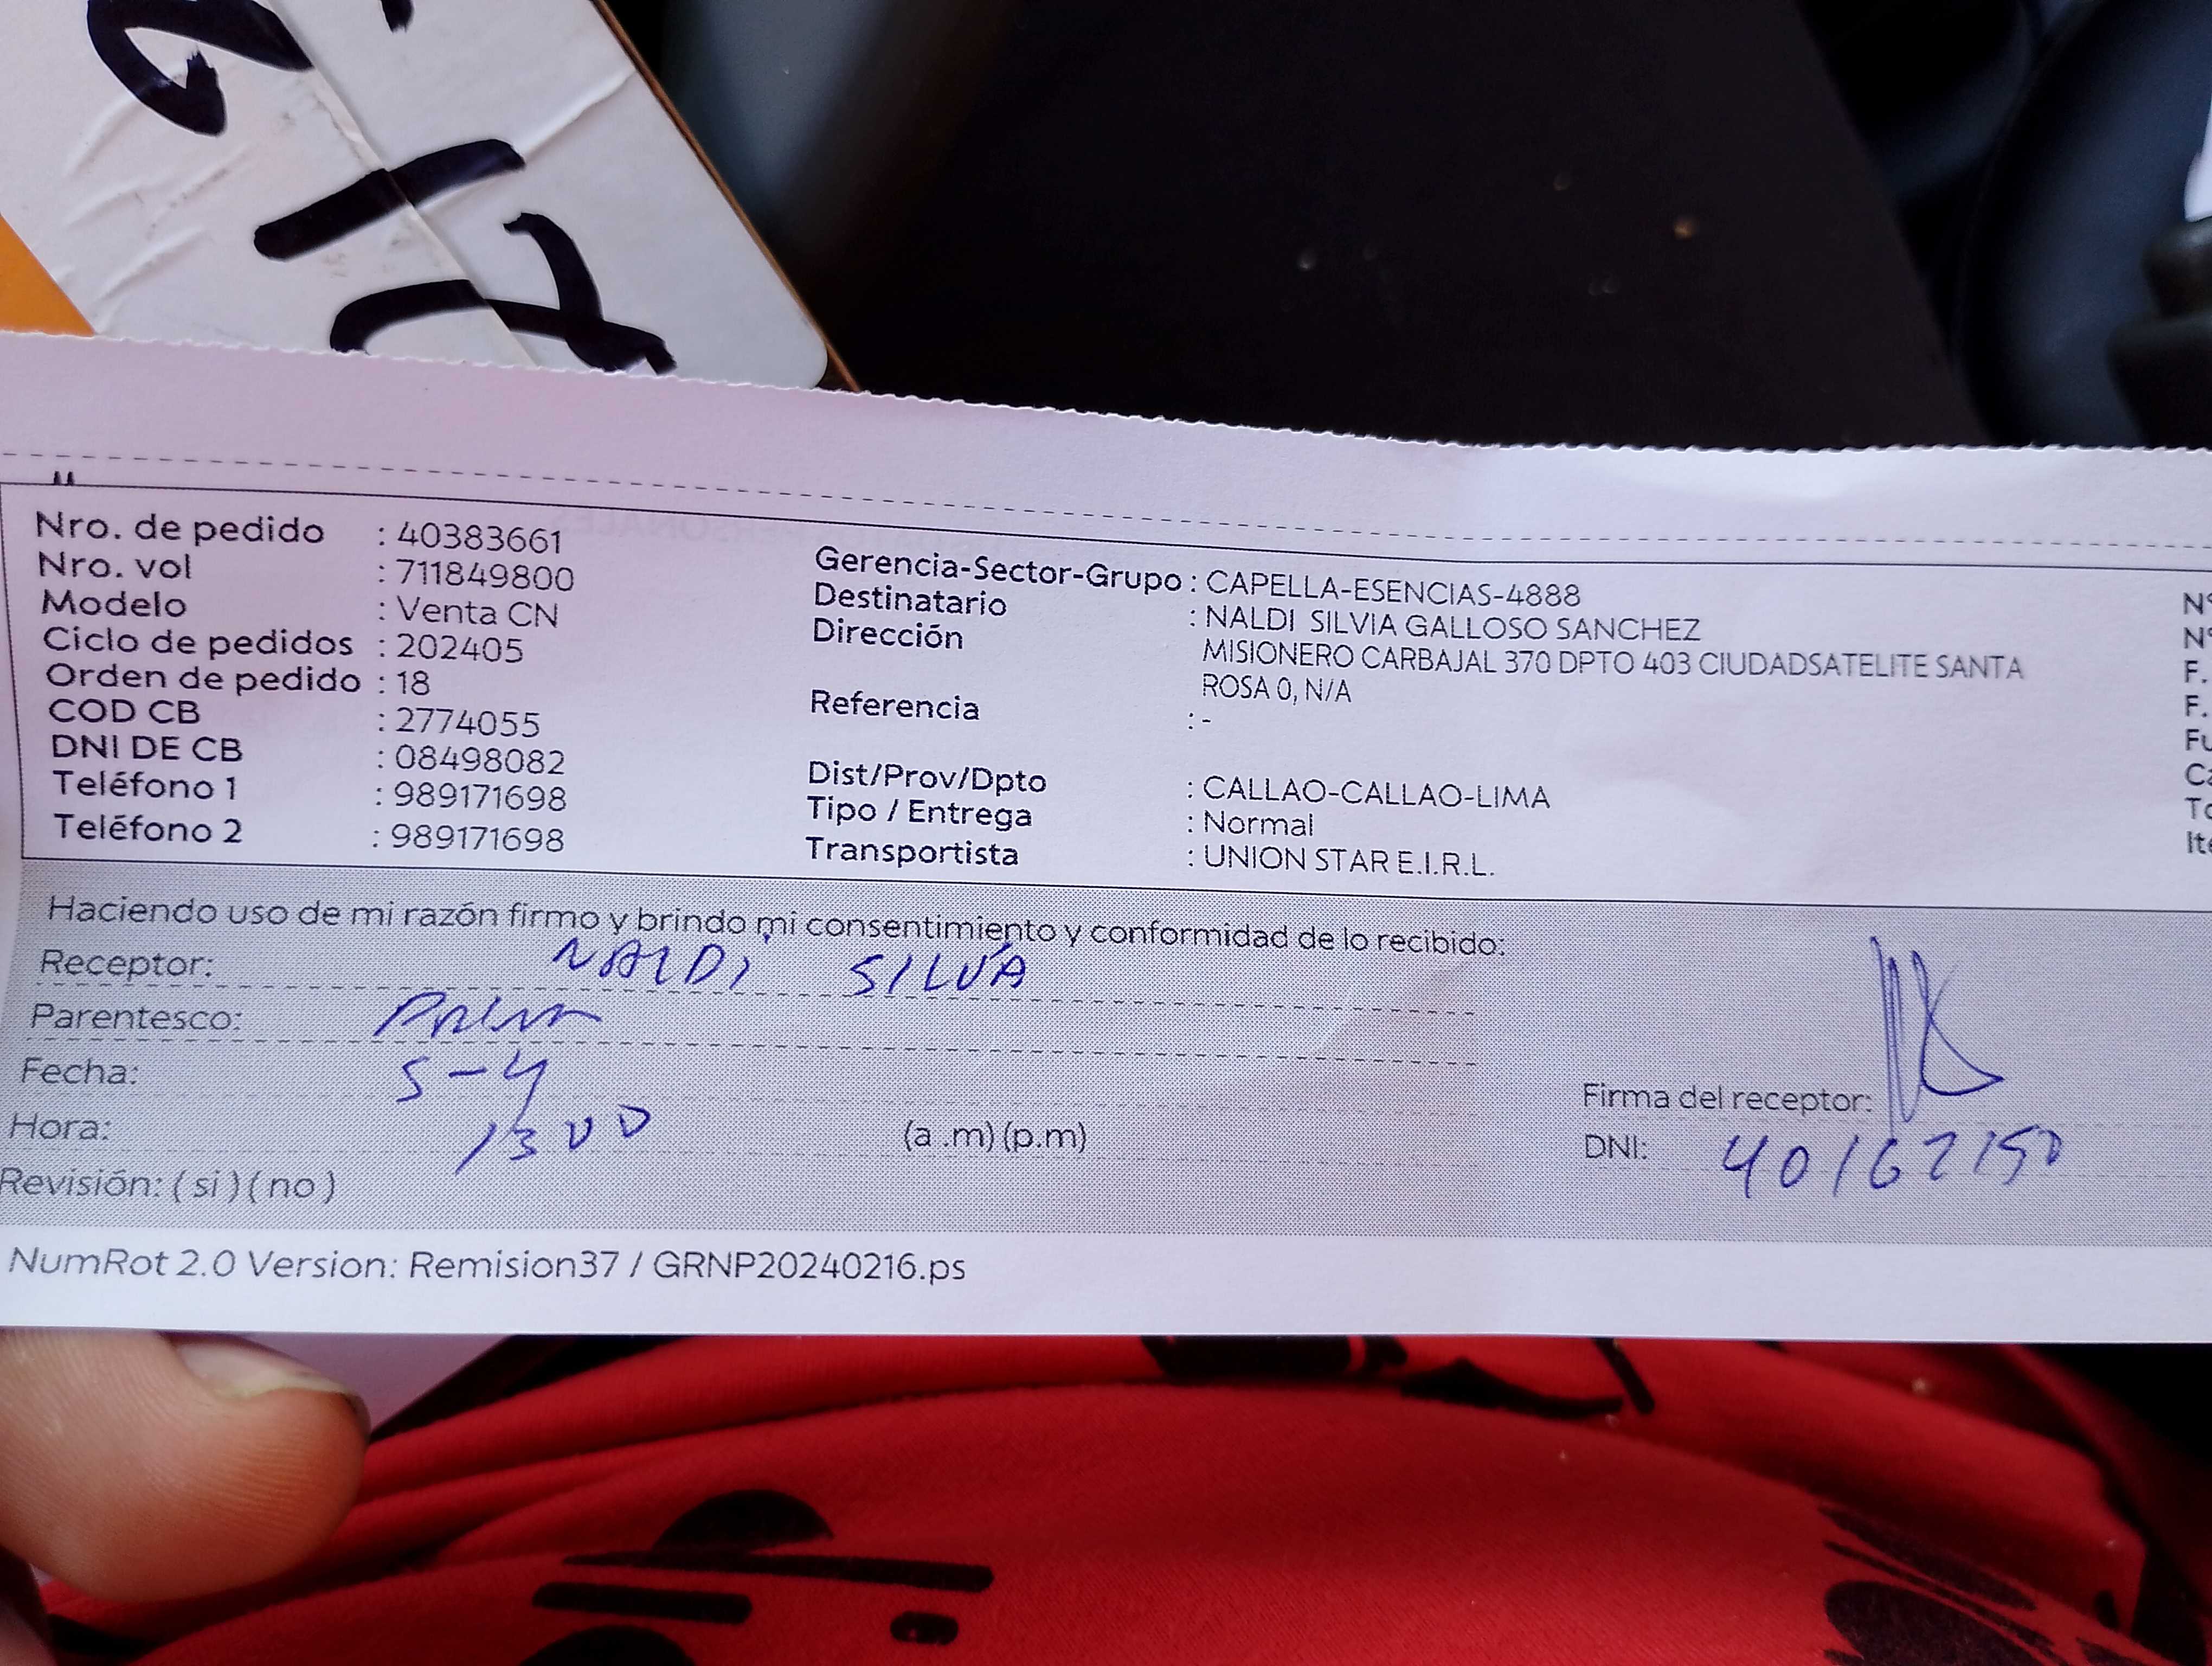 Nro. de pedido : 40383661
Nro. vol : 711849800
Modelo : Venta CN
Ciclo de pedidos : 202405
Orden de pedido : 18
COD CB : 2774055
DNI DE CB : 08498082
Teléfono 1 : 989171698
Teléfono 2 : 989171698
Gerencia-Sector-Grupo : CAPELLA-ESENCIAS-4888
Destinatario : NALDI SILVIA GALLOSO SANCHEZ
Dirección MISIONERO CARBAJAL 370 DPTO 403 CIUDADSATELITE SANTA
ROSA 0, N/A
Referencia : -
Dist/Prov/Dpto : CALLAO-CALLAO-LIMA
Tipo / Entrega : Normal
Transportista : UNION STAR E.I.R.L.
N°
N°
F.
F.
Haciendo uso de mi razón firmo y brindo mi consentimiento y conformidad de lo recibido:
Receptor: NALDI SILVA
Parentesco:
Fecha: 5-4
Hora: 1300 (a .m) (p.m)
Revisión: ( si ) ( no )
Firma del receptor:
DNI: 40162150
NumRot 2.0 Version: Remision37 / GRNP20240216.ps